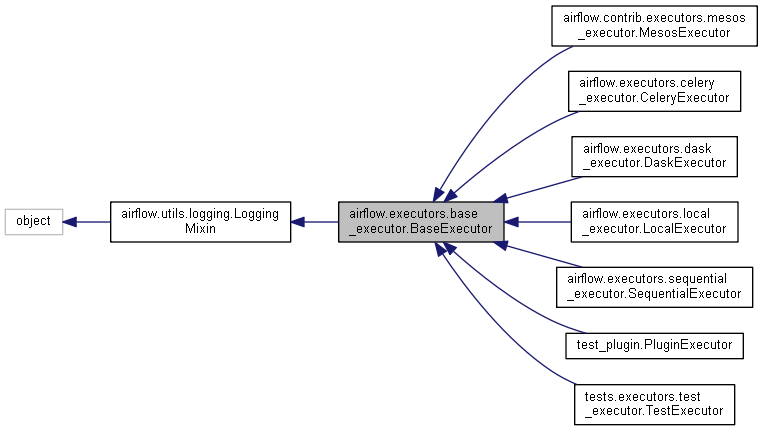 airflow.contrib.executors.mesos
_executor.MesosExecutor
airflow.executors.celery
_executor.CeleryExecutor
airflow.executors.dask
_executor.DaskExecutor
object
airflow.utils.logging.Logging
Mixin
airflow.executors.base
_executor.BaseExecutor
airflow.executors.local
_executor.LocalExecutor
airflow.executors.sequential
_executor.SequentialExecutor
test_plugin.PluginExecutor
tests.executors.test
_executor.TestExecutor